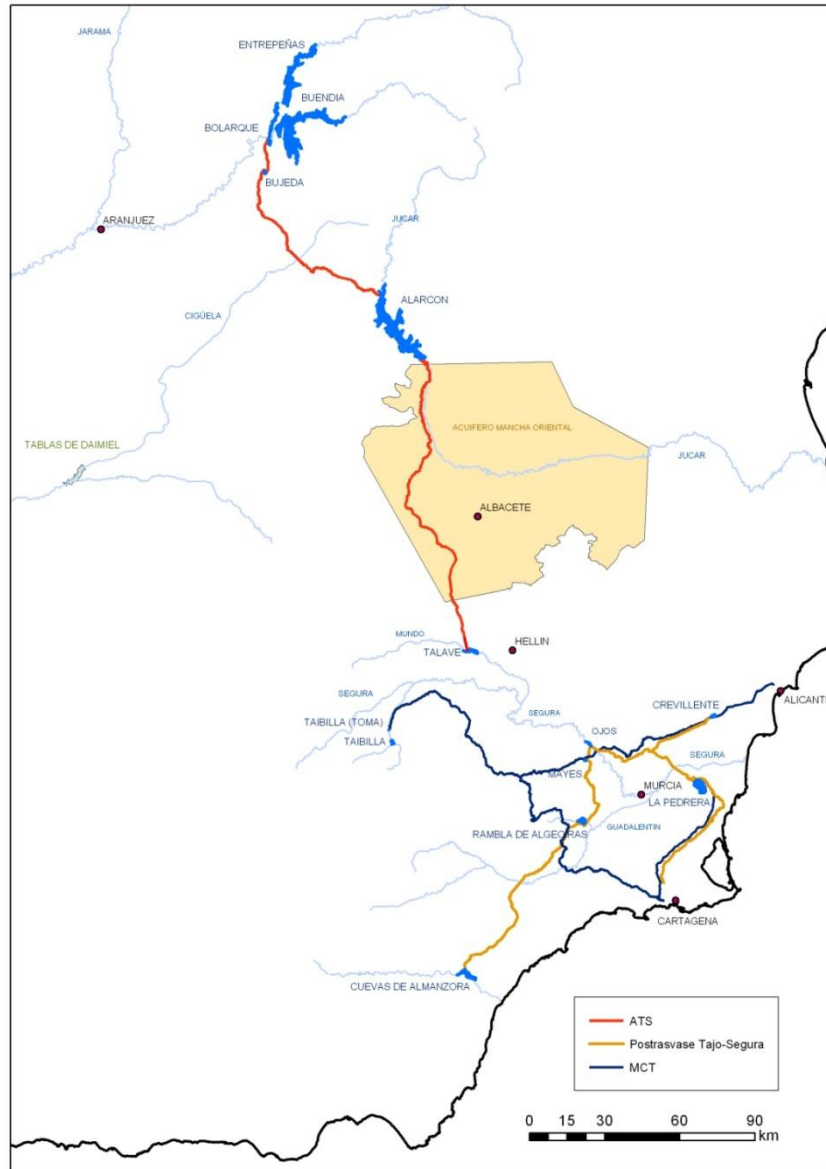 JARAMA
ENTREPEÑAS
BUENDIA
BOLARQUE
BUJEDA
ARANJUEZ
JUCAR
ALARCON
CIGÜELA
ACUIFERO MANCHA ORIENTAL
TABLAS DE DAIMIEL
JUCAR
ALBACETE
MUNDO
HELLIN
TALAVE
SEGURA
ALICANTE
CREVILLENTE
SEGURA
TAIBILLA (TOMA)
OJOS
TAIBILLA
SEGURA
MAYES
MURCIA
LA PEDRERA
RAMBLA DE ALGECIRAS
GUADALENTIN
CARTAGENA
CUEVAS DE ALMANZORA
ATS
Postrasvase Tajo-Segura
MCT
0 15 30 60 90
km